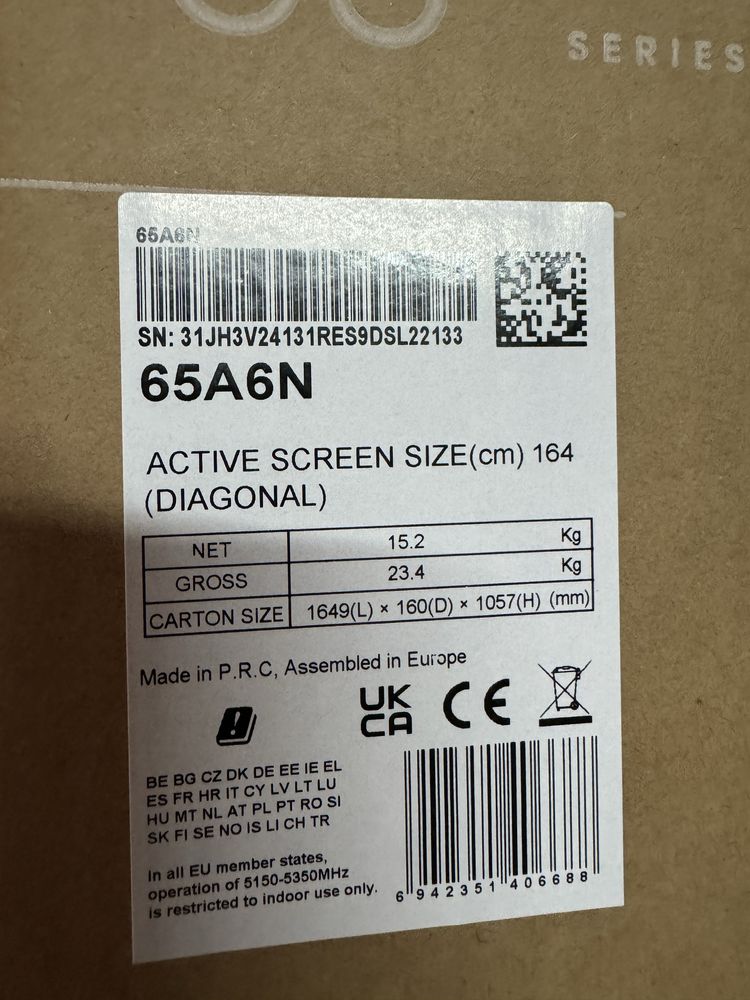 SERIES
65A6N
SN: 31JH3V24131RES9DSL22133
65A6N
ACTIVE SCREEN SIZE(cm) 164
(DIAGONAL)
NET 15.2 Kg
GROSS 23.4 Kg
CARTON SIZE 1649(L) × 160(D) × 1057(H) (mm)
Made in P.R.C, Assembled in Europe
UK
CA
CE
BE BG CZ DK DE EE IE EL
ES FR HR IT CY LV LT LU
HU MT NL AT PL PT RO SI
SK FI SE NO IS LI CH TR
In all EU member states,
operation of 5150-5350MHz
is restricted to indoor use only.
6 942351 406688